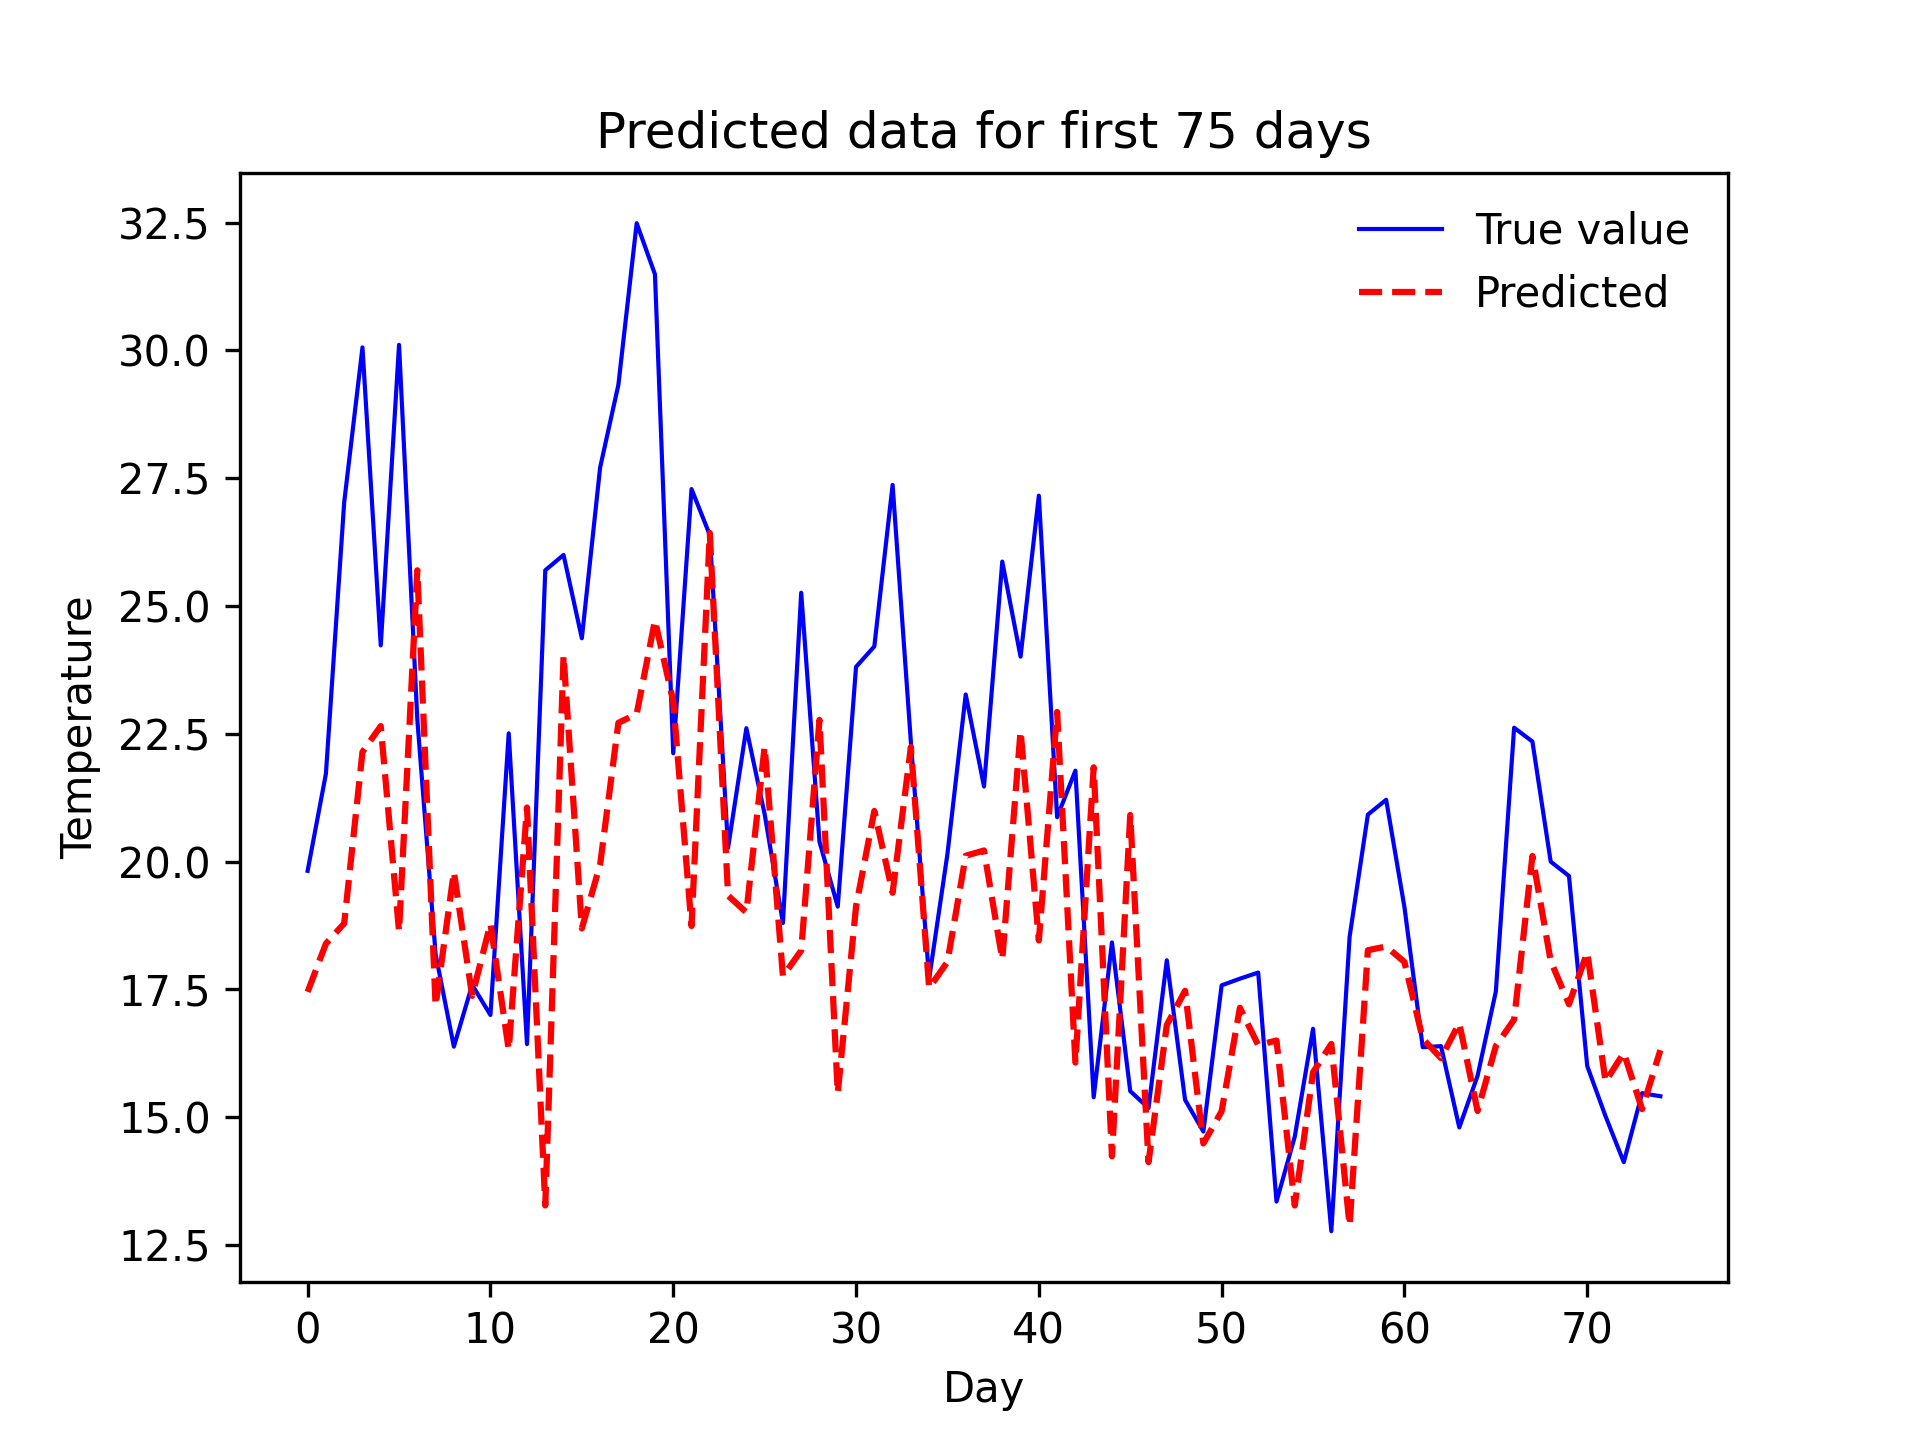 Predicted data for first 75 days
True value
Predicted
32.5
30.0
27.5
25.0
22.5
20.0
17.5
15.0
12.5
Temperature
0 10 20 30 40 50 60 70
Day